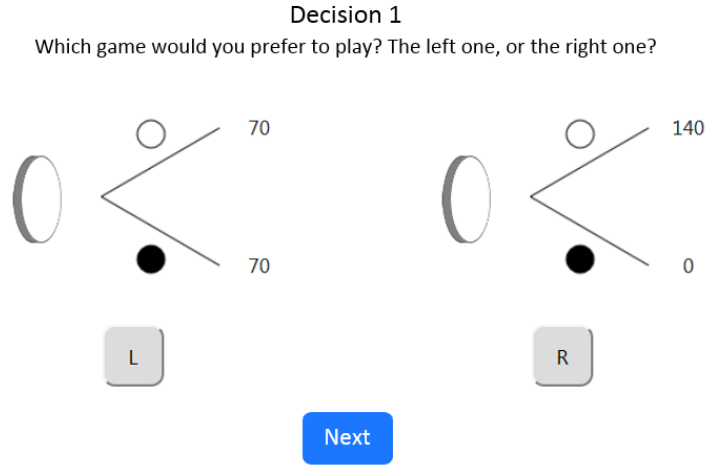 Decision 1
Which game would you prefer to play? The left one, or the right one?
70
140
70
0
L
R
Next